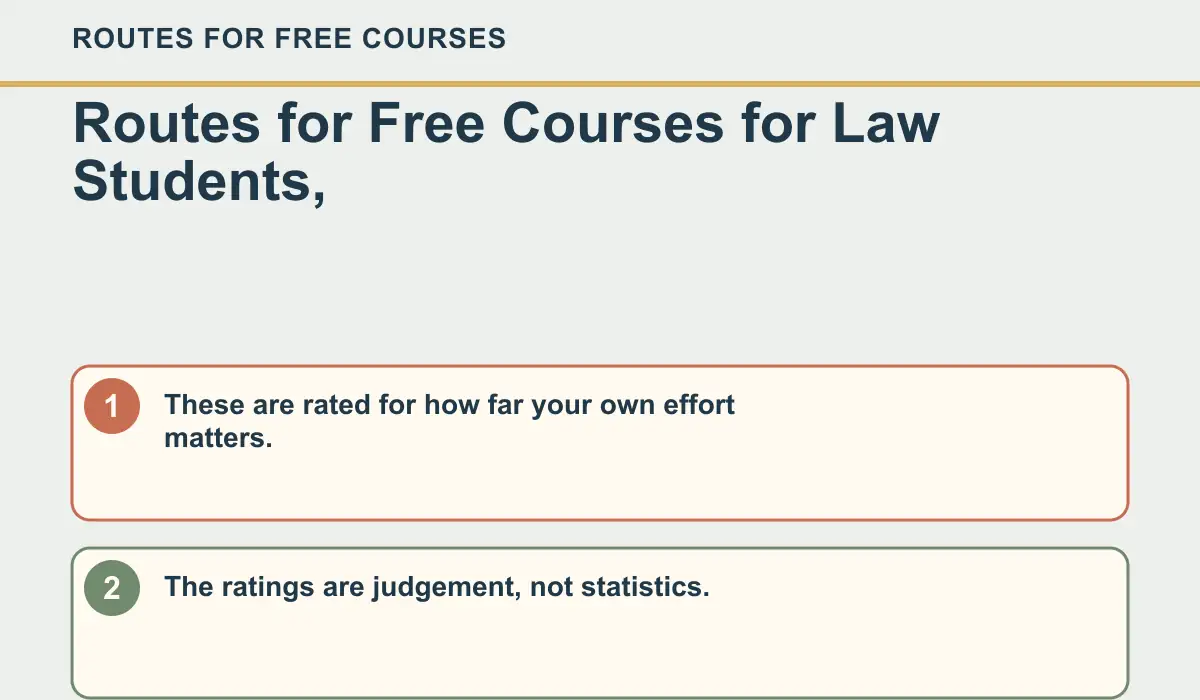 ROUTES FOR FREE COURSES
Routes for Free Courses for Law
Students,
1
These are rated for how far your own effort
matters.
2
The ratings are judgement, not statistics.